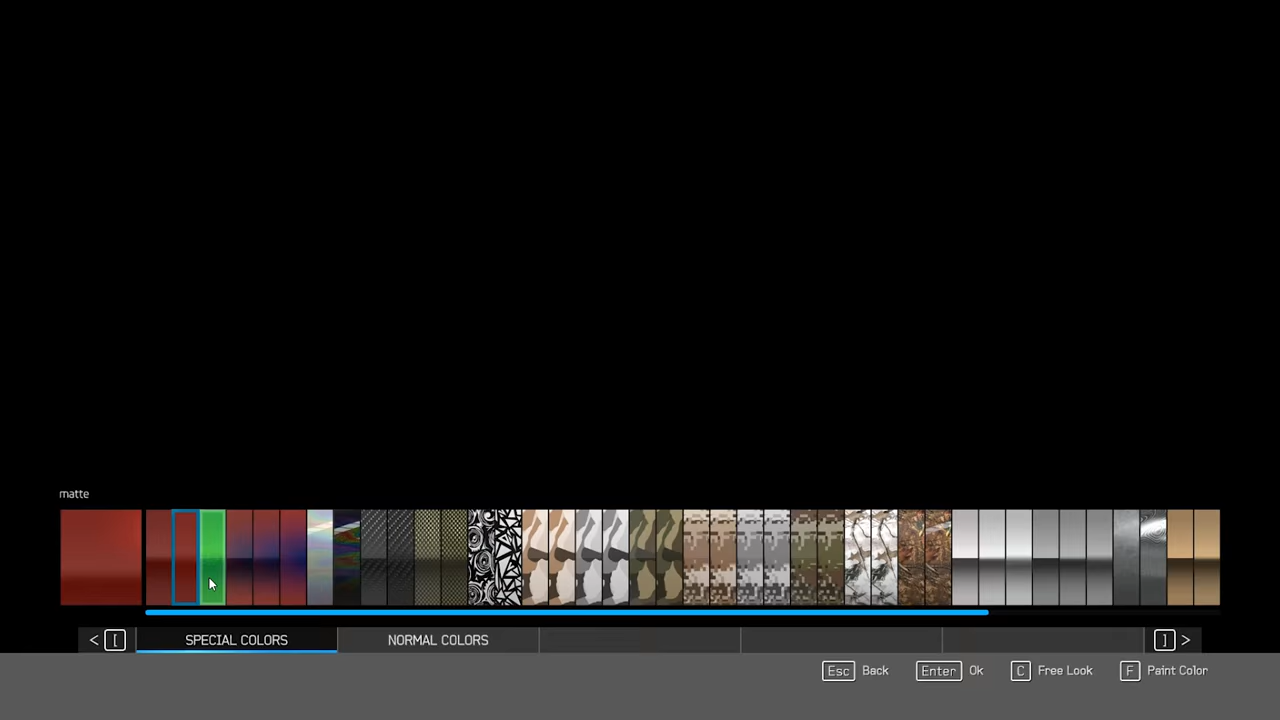 matte
< [ SPECIAL COLORS NORMAL COLORS ] >
Esc Back Enter Ok C Free Look F Paint Color